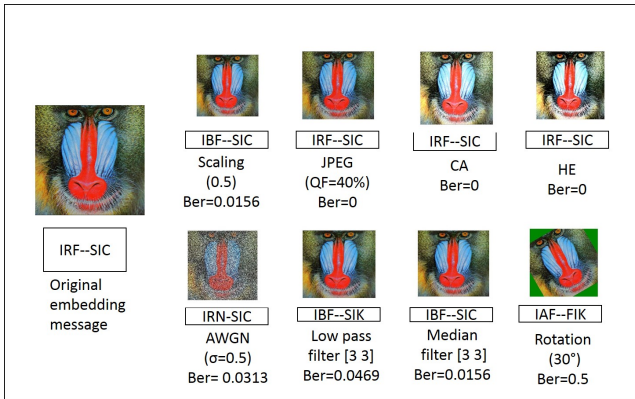 IBF--SIC
IRF--SIC
IRF--SIC
IRF--SIC
Scaling
(0.5)
Ber=0.0156
JPEG
(QF=40%)
Ber=0
CA
Ber=0
HE
Ber=0
IRF--SIC
Original
embedding
message
IRN-SIC
IBF--SIK
IBF--SIC
IAF--FIK
AWGN
(σ=0.5)
Ber= 0.0313
Low pass
filter [3 3]
Ber=0.0469
Median
filter [3 3]
Ber=0.0156
Rotation
(30°)
Ber=0.5